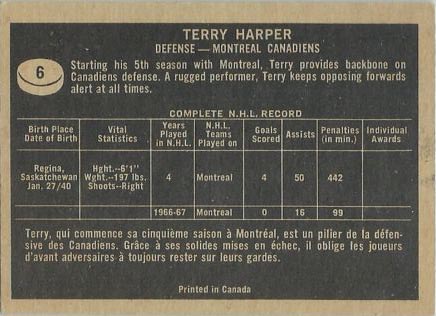 TERRY HARPER
DEFENSE — MONTREAL CANADIENS
6
Starting his 5th season with Montreal, Terry provides backbone on
Canadiens defense. A rugged performer, Terry keeps opposing forwards
alert at all times.
COMPLETE N.H.L. RECORD
Birth Place
Date of Birth
Vital
Statistics
Years
Played
in N.H.L.
N.H.L.
Teams
Played on
Goals
Scored
Assists
Penalties
(in min.)
Individual
Awards
Regina,
Saskatchewan
Jan. 27/40
Hght.--6'1"
Wght.--197 lbs.
Shoots--Right
4
Montreal
4
50
442
1966-67
Montreal
0
16
99
Terry, qui commence sa cinquième saison à Montréal, est un pilier de la défen-
sive des Canadiens. Grâce à ses solides mises en échec, il oblige les joueurs
d'avant adversaires à toujours rester sur leurs gardes.
Printed in Canada